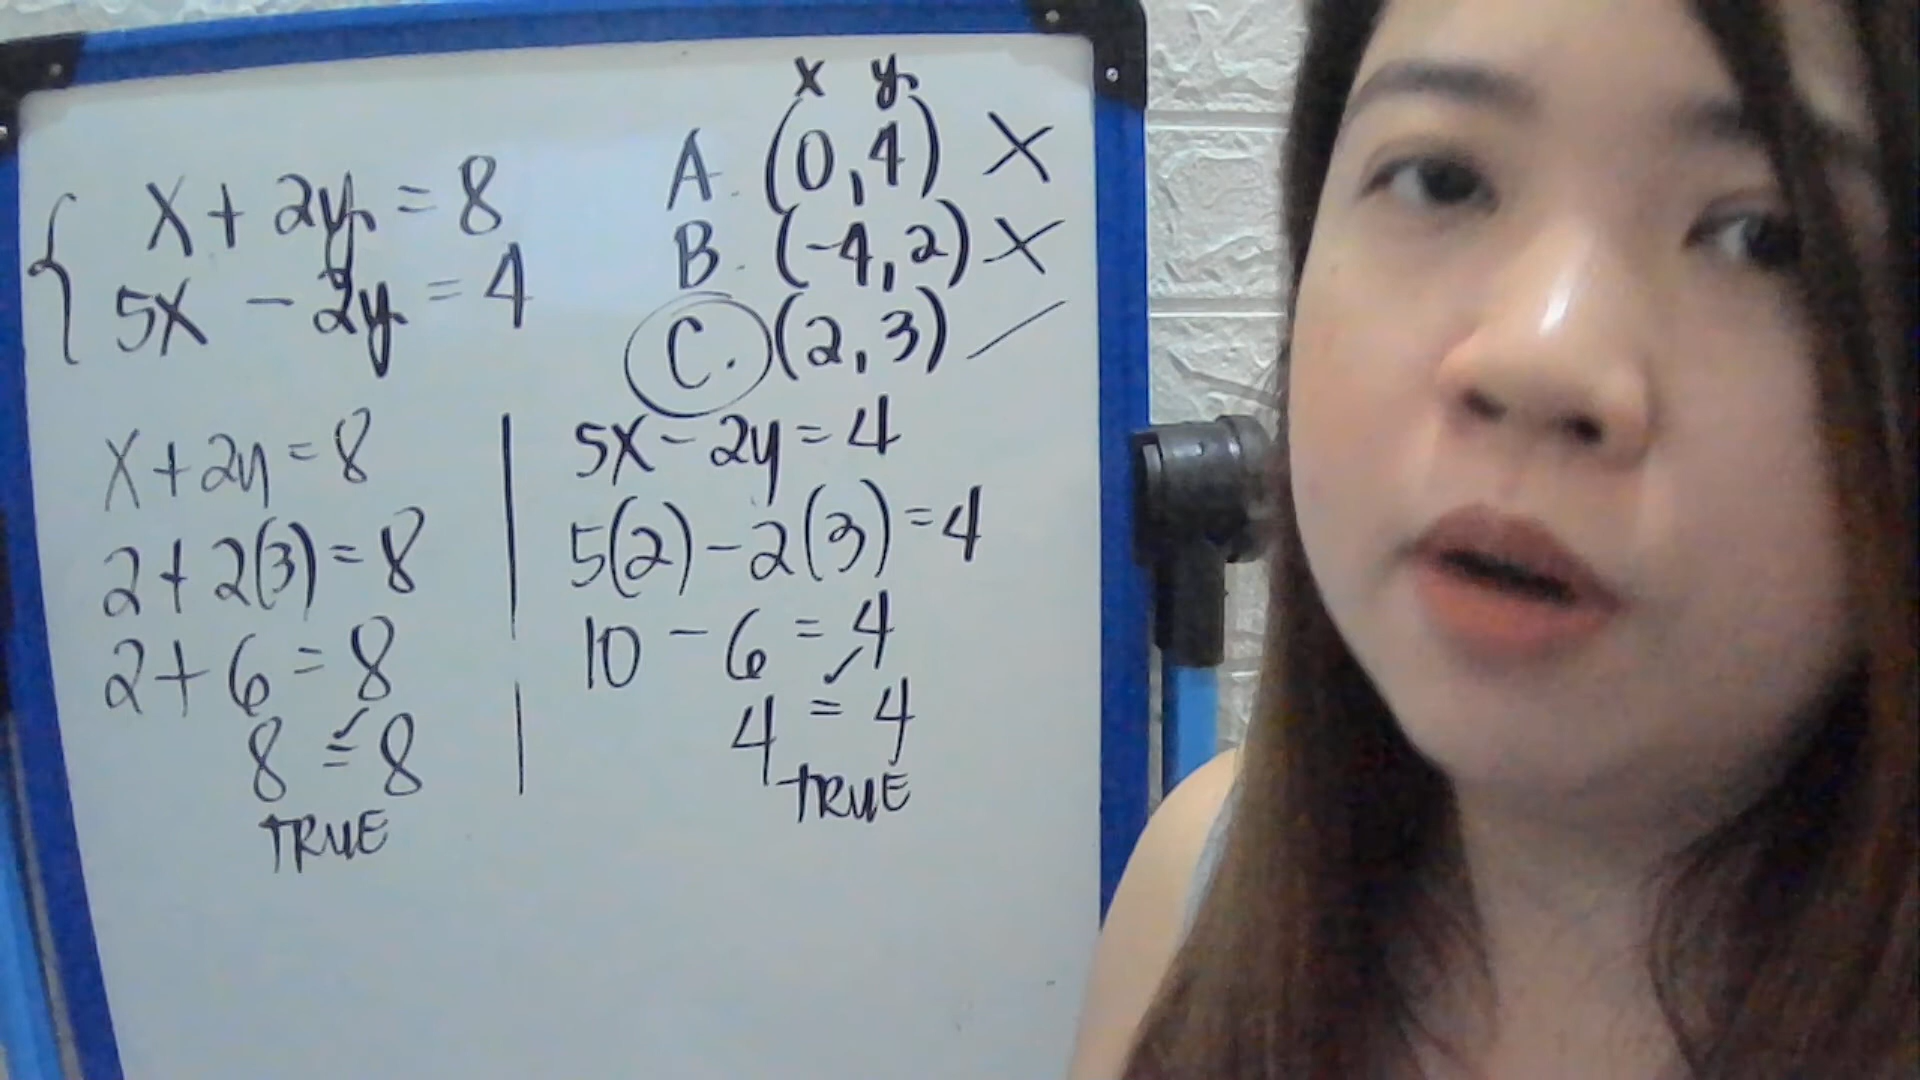 x y
A. (0, 4) X
B. (-4, 2) X
C. (2, 3) ✓
{ x + 2y = 8
5x - 2y = 4
x + 2y = 8
2 + 2(3) = 8
2 + 6 = 8
8 = 8 ✓
TRUE
5x - 2y = 4
5(2) - 2(3) = 4
10 - 6 = 4
4 = 4 ✓
TRUE